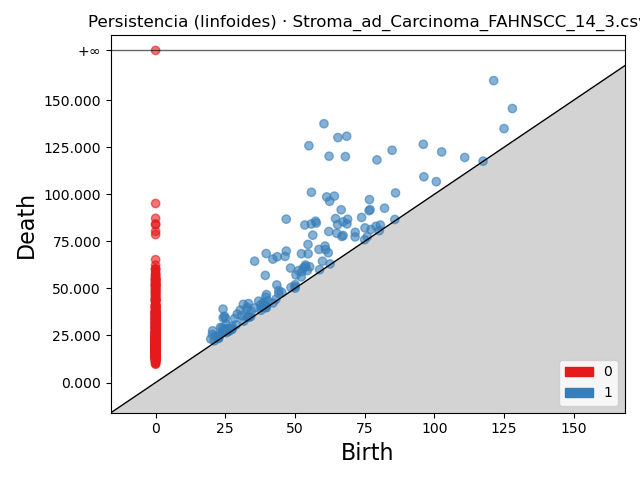 Persistencia (linfoides) · Stroma_ad_Carcinoma_FAHNSCC_14_3.csv
+∞
150.000
125.000
100.000
75.000
50.000
25.000
0.000
Death
0
1
0 25 50 75 100 125 150
Birth